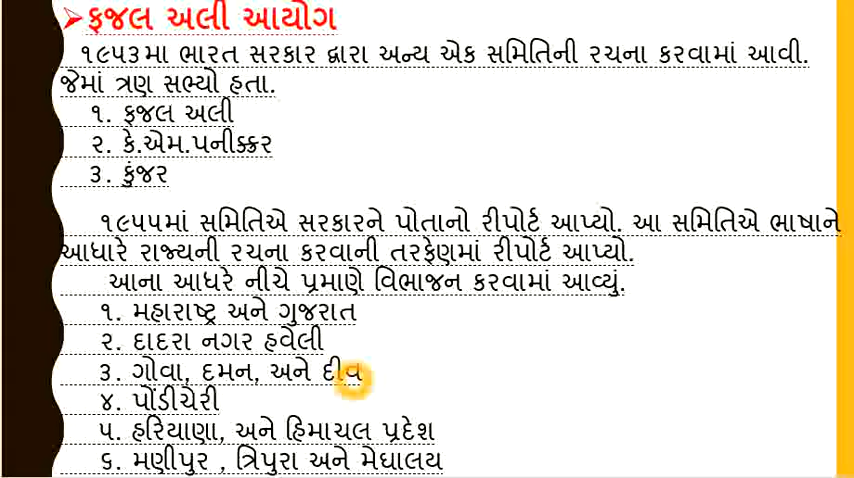 ➤ફજલ અલી આયોગ
૧૯૫૩મા ભારત સરકાર દ્વારા અન્ય એક સમિતિની રચના કરવામાં આવી.
જેમાં ત્રણ સભ્યો હતા.
૧. ફજલ અલી
૨. કે.એમ.પનીક્કર
૩. કુંજર
૧૯૫૫માં સમિતિએ સરકારને પોતાનો રીપોર્ટ આપ્યો. આ સમિતિએ ભાષાને
આધારે રાજ્યની રચના કરવાની તરફેણમાં રીપોર્ટ આપ્યો.
આના આધરે નીચે પ્રમાણે વિભાજન કરવામાં આવ્યું.
૧. મહારાષ્ટ્ર અને ગુજરાત
૨. દાદરા નગર હવેલી
૩. ગોવા, દમન, અને દીવ
૪. પોંડીચેરી
૫. હરિયાણા, અને હિમાચલ પ્રદેશ
૬. મણીપુર , ત્રિપુરા અને મેઘાલય